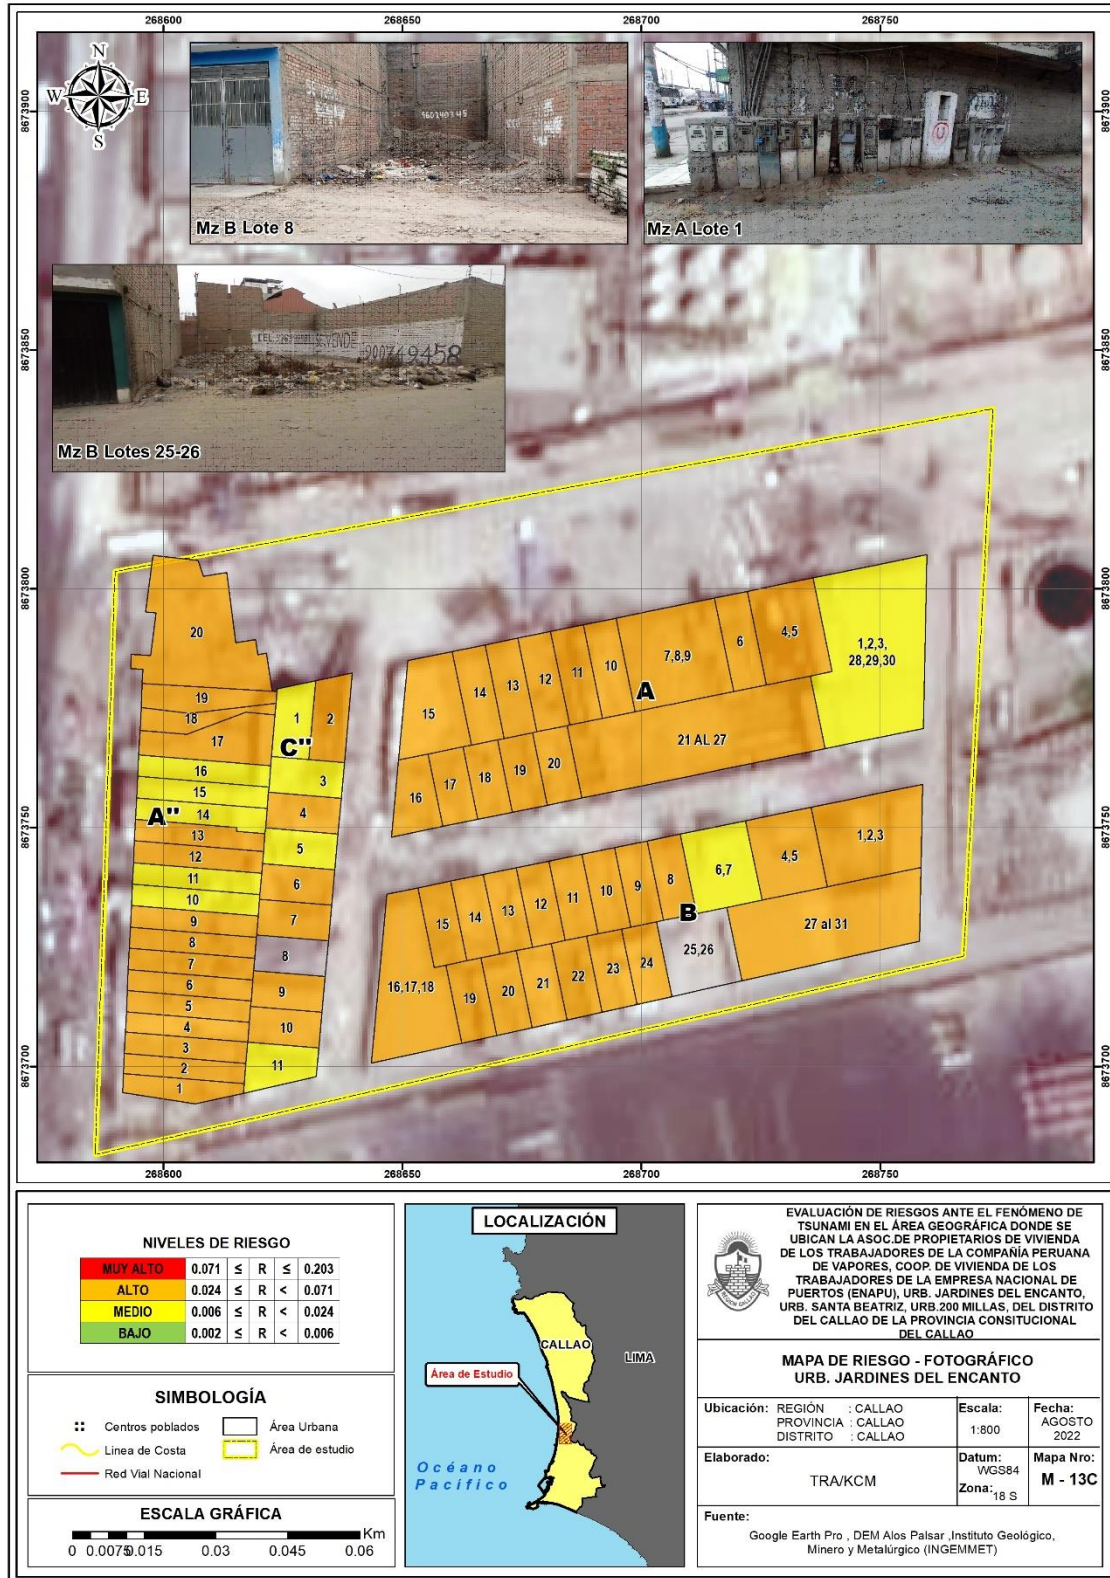 268600 268650 268700 268750
8673900
8673850
8673800
8673750
8673700
8673900
8673850
8673800
8673750
8673700
N
W E
S
960240345
Mz B Lote 8
Mz A Lote 1
SE VENDE
900749458
Mz B Lotes 25-26
20
19
18
17
16
15
14
13
12
11
10
9
8
7
6
5
4
3
2
1
A"
1
2
3
4
5
6
7
8
9
10
11
C"
15
14
13
12
11
10
7,8,9
6
4,5
1,2,3,
28,29,30
A
16
17
18
19
20
21 AL 27
16,17,18
15
14
13
12
11
10
9
8
6,7
4,5
1,2,3
B
19
20
21
22
23
24
25,26
27 al 31
268600 268650 268700 268750
NIVELES DE RIESGO
MUY ALTO 0.071 ≤ R ≤ 0.203
ALTO 0.024 ≤ R < 0.071
MEDIO 0.006 ≤ R < 0.024
BAJO 0.002 ≤ R < 0.006
SIMBOLOGÍA
Centros poblados
Linea de Costa
Red Vial Nacional
Área Urbana
Área de estudio
ESCALA GRÁFICA
Km
0 0.0075 0.015 0.03 0.045 0.06
LOCALIZACIÓN
CALLAO
LIMA
Área de Estudio
Océano
Pacífico
REGION CALLAO
EVALUACIÓN DE RIESGOS ANTE EL FENÓMENO DE
TSUNAMI EN EL ÁREA GEOGRÁFICA DONDE SE
UBICAN LA ASOC.DE PROPIETARIOS DE VIVIENDA
DE LOS TRABAJADORES DE LA COMPAÑÍA PERUANA
DE VAPORES, COOP. DE VIVIENDA DE LOS
TRABAJADORES DE LA EMPRESA NACIONAL DE
PUERTOS (ENAPU), URB. JARDINES DEL ENCANTO,
URB. SANTA BEATRIZ, URB.200 MILLAS, DEL DISTRITO
DEL CALLAO DE LA PROVINCIA CONSITUCIONAL
DEL CALLAO
MAPA DE RIESGO - FOTOGRÁFICO
URB. JARDINES DEL ENCANTO
Ubicación: REGIÓN : CALLAO
PROVINCIA : CALLAO
DISTRITO : CALLAO
Escala:
1:800
Fecha:
AGOSTO
2022
Elaborado:
TRA/KCM
Datum:
WGS84
Zona: 18 S
Mapa Nro:
M - 13C
Fuente:
Google Earth Pro , DEM Alos Palsar ,Instituto Geológico,
Minero y Metalúrgico (INGEMMET)